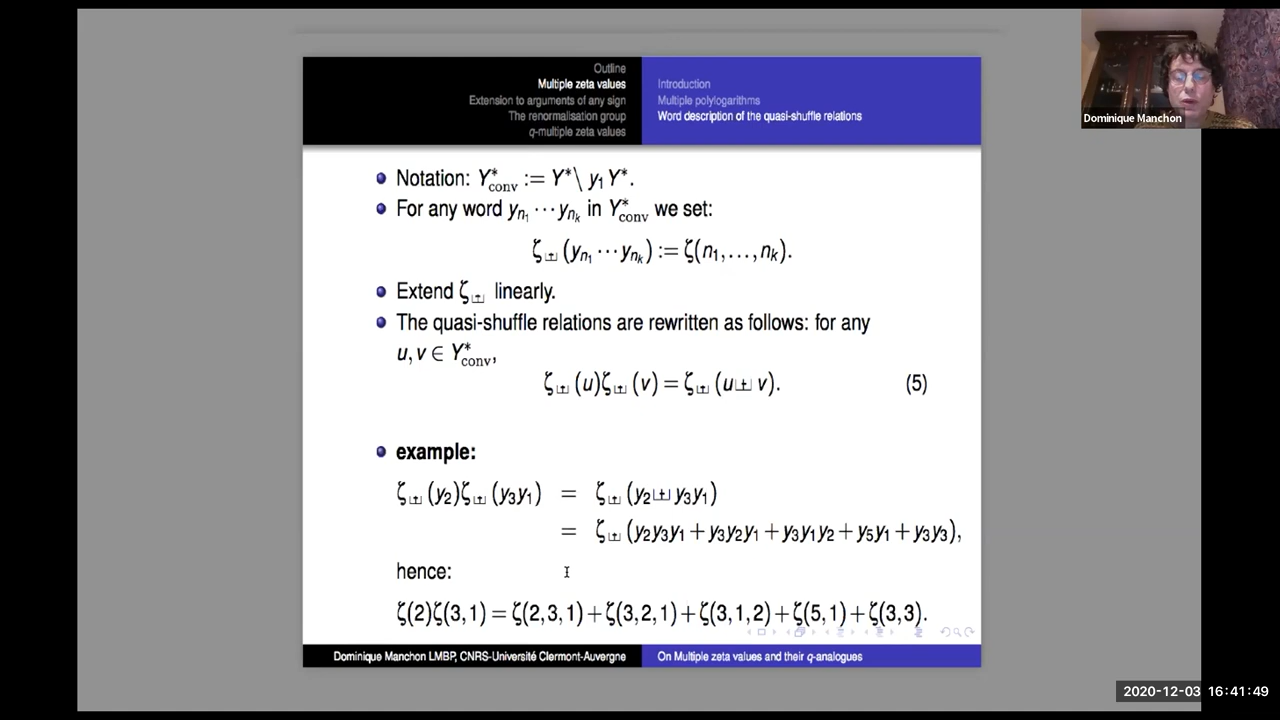 Outline
Multiple zeta values
Extension to arguments of any sign
The renormalisation group
q-multiple zeta values
Introduction
Multiple polylogarithms
Word description of the quasi-shuffle relations
Dominique Manchon
Notation: Y*conv := Y*\ y1Y*.
For any word yn1 ⋯ ynk in Y*conv we set:
ζ⧢(yn1 ⋯ ynk) := ζ(n1,…,nk).
Extend ζ⧢ linearly.
The quasi-shuffle relations are rewritten as follows: for any
u, v ∈ Y*conv,
ζ⧢(u)ζ⧢(v) = ζ⧢(u ⧢ v). (5)
example:
ζ⧢(y2)ζ⧢(y3y1) = ζ⧢(y2 ⧢ y3y1)
= ζ⧢(y2y3y1 + y3y2y1 + y3y1y2 + y5y1 + y3y3),
hence:
ζ(2)ζ(3,1) = ζ(2,3,1) + ζ(3,2,1) + ζ(3,1,2) + ζ(5,1) + ζ(3,3).
Dominique Manchon LMBP, CNRS-Université Clermont-Auvergne
On Multiple zeta values and their q-analogues
2020-12-03 16:41:49